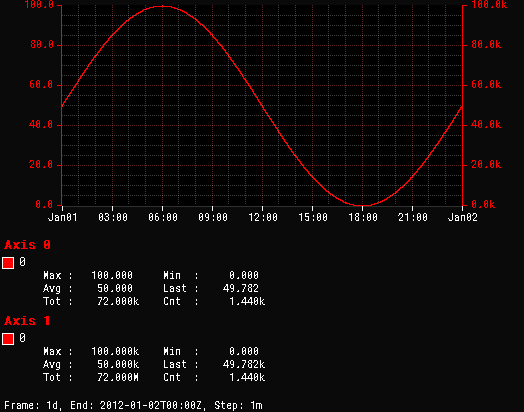 100.0 100.0k
80.0 80.0k
60.0 60.0k
40.0 40.0k
20.0 20.0k
0.0 0.0k
Jan01 03:00 06:00 09:00 12:00 15:00 18:00 21:00 Jan02
Axis 0
0
Max : 100.000 Min : 0.000
Avg : 50.000 Last : 49.782
Tot : 72.000k Cnt : 1.440k
Axis 1
0
Max : 100.000k Min : 0.000
Avg : 50.000k Last : 49.782k
Tot : 72.000M Cnt : 1.440k
Frame: 1d, End: 2012-01-02T00:00Z, Step: 1m